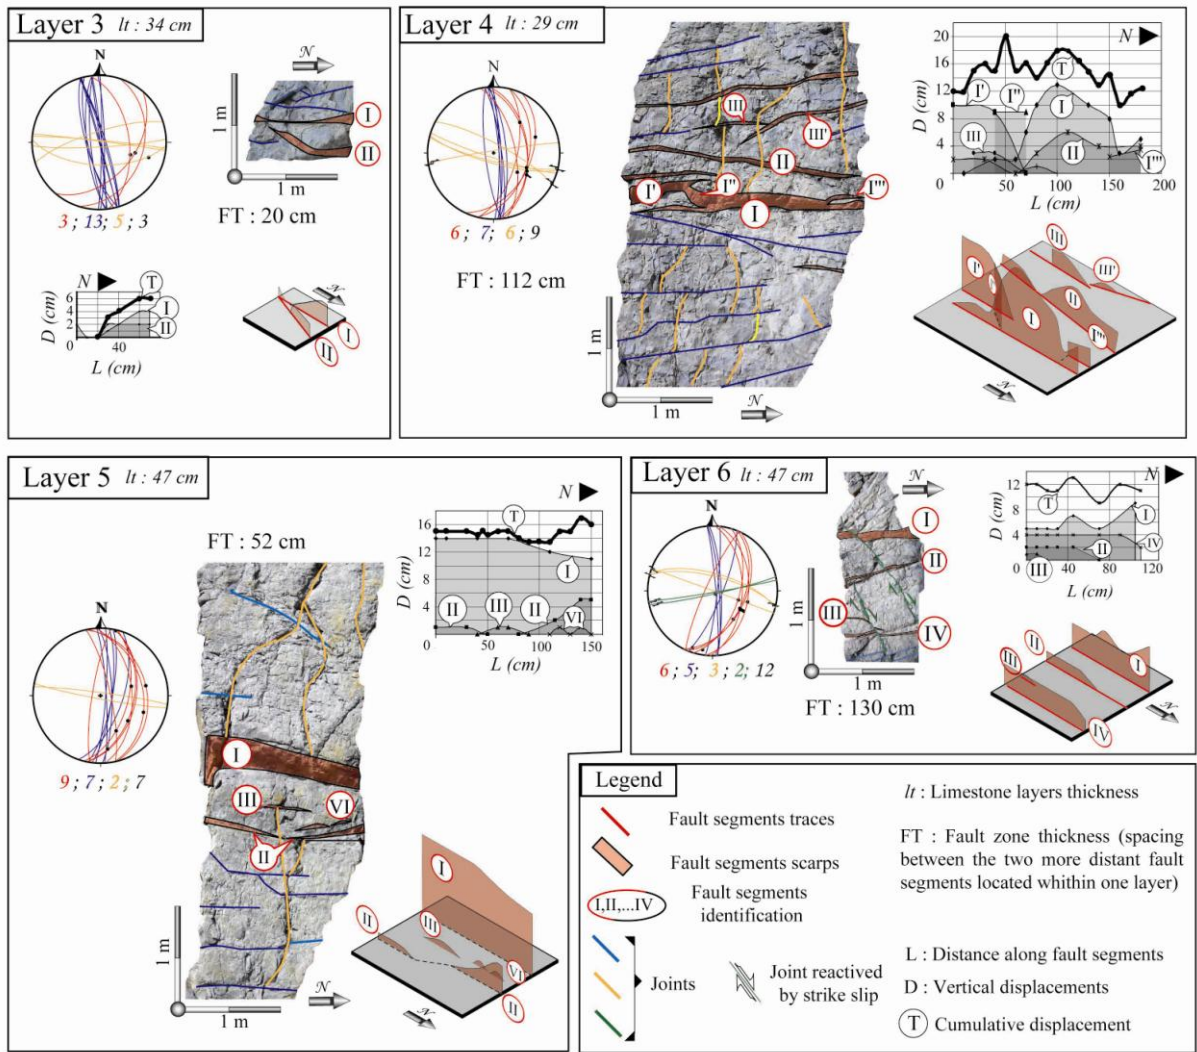 Layer 3 lt : 34 cm
N
3 ; 13; 5 ; 3
N
1 m
I
II
1 m
FT : 20 cm
N
D (cm)
6
4
2
0
T
I
II
0 40
L (cm)
N
I
II
Layer 4 lt : 29 cm
N
6 ; 7; 6 ; 9
FT : 112 cm
III
III'
II
I'
I''
I
I'''
1 m
1 m
N
D (cm)
20
16
12
8
4
0
N
T
I'
I''
I
III
II
I'''
0 50 100 150 200
L (cm)
III
III'
I'
II
I
I'''
N
Layer 5 lt : 47 cm
FT : 52 cm
N
9 ; 7 ; 2 ; 7
I
III
VI
II
1 m
1 m
N
N
D (cm)
16
12
8
4
0
T
I
II
III
II
VI
0 50 100 150
L (cm)
I
II
III
VI
II
N
Layer 6 lt : 47 cm
N
6 ; 5; 3 ; 2; 12
N
I
II
III
IV
1 m
1 m
FT : 130 cm
N
D (cm)
12
8
4
0
T
I
IV
II
III
0 40 80 120
L (cm)
III
II
I
IV
N
Legend
Fault segments traces
Fault segments scarps
I,II,...IV
Fault segments
identification
Joints
Joint reactived
by strike slip
lt : Limestone layers thickness
FT : Fault zone thickness (spacing
between the two more distant fault
segments located whithin one layer)
L : Distance along fault segments
D : Vertical displacements
T Cumulative displacement